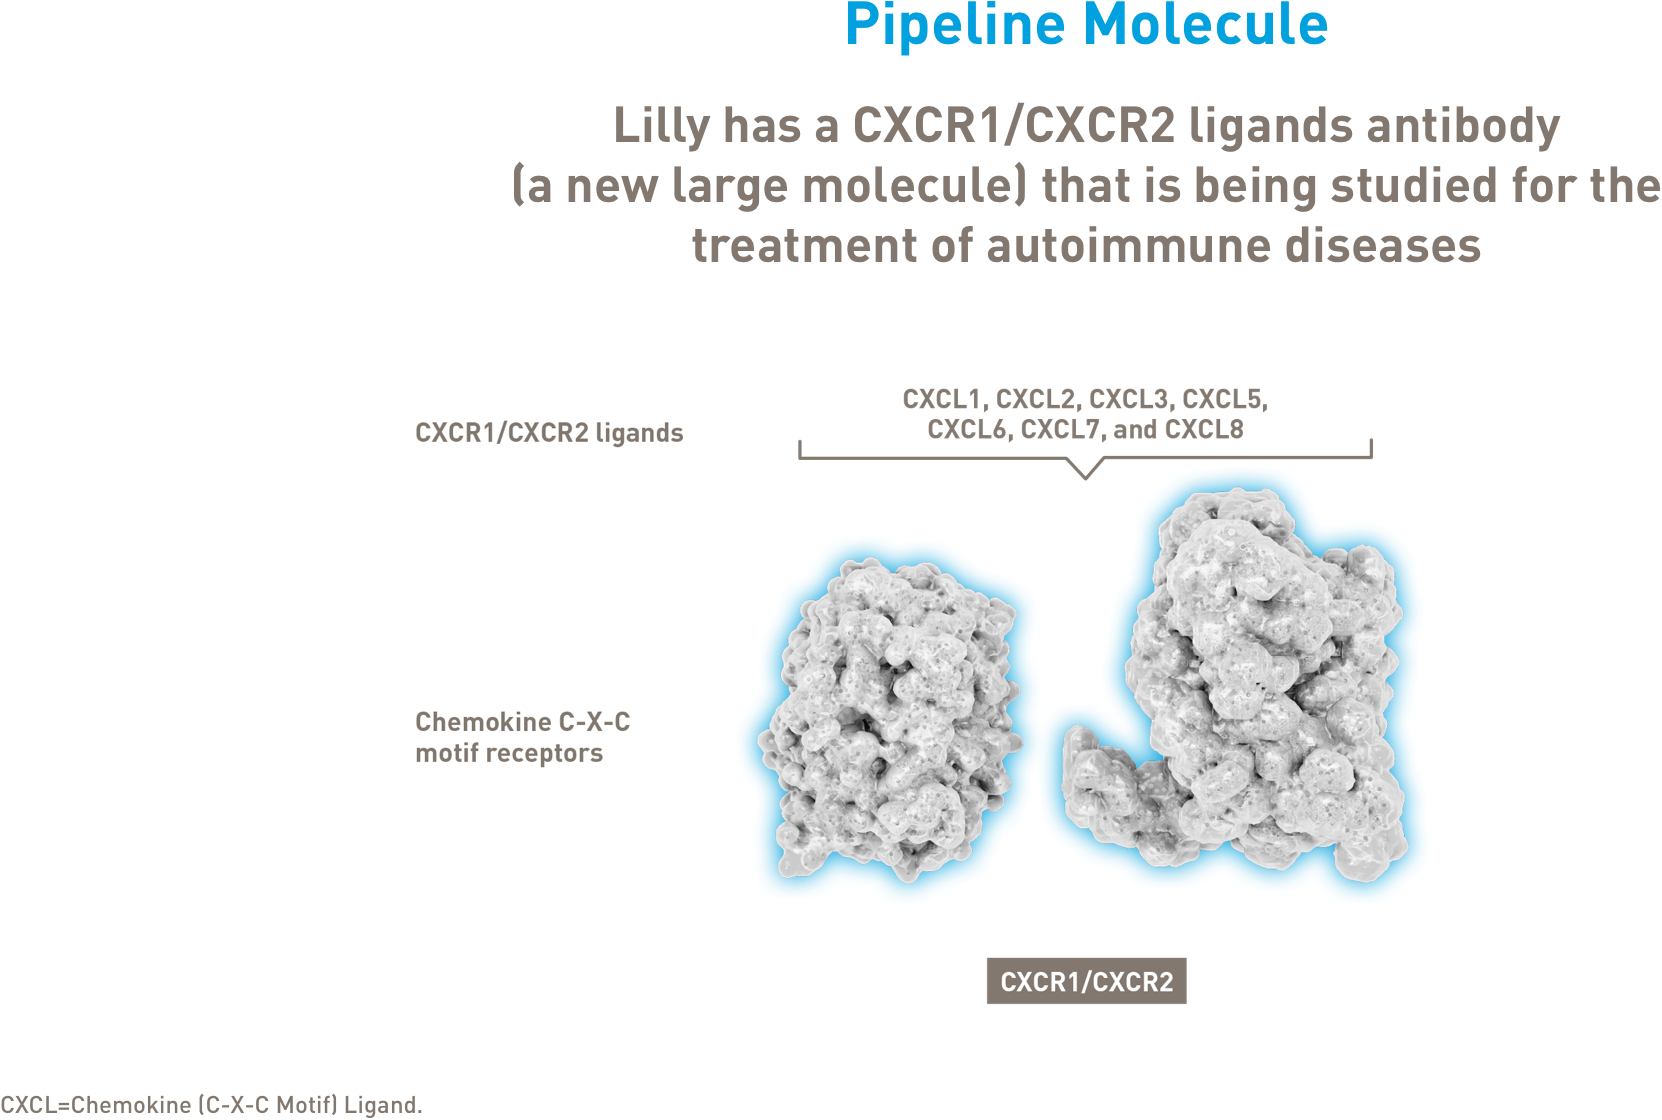 Pipeline Molecule
Lilly has a CXCR1/CXCR2 ligands antibody
(a new large molecule) that is being studied for the
treatment of autoimmune diseases
CXCR1/CXCR2 ligands
CXCL1, CXCL2, CXCL3, CXCL5,
CXCL6, CXCL7, and CXCL8
Chemokine C-X-C
motif receptors
CXCR1/CXCR2
CXCL=Chemokine (C-X-C Motif) Ligand.